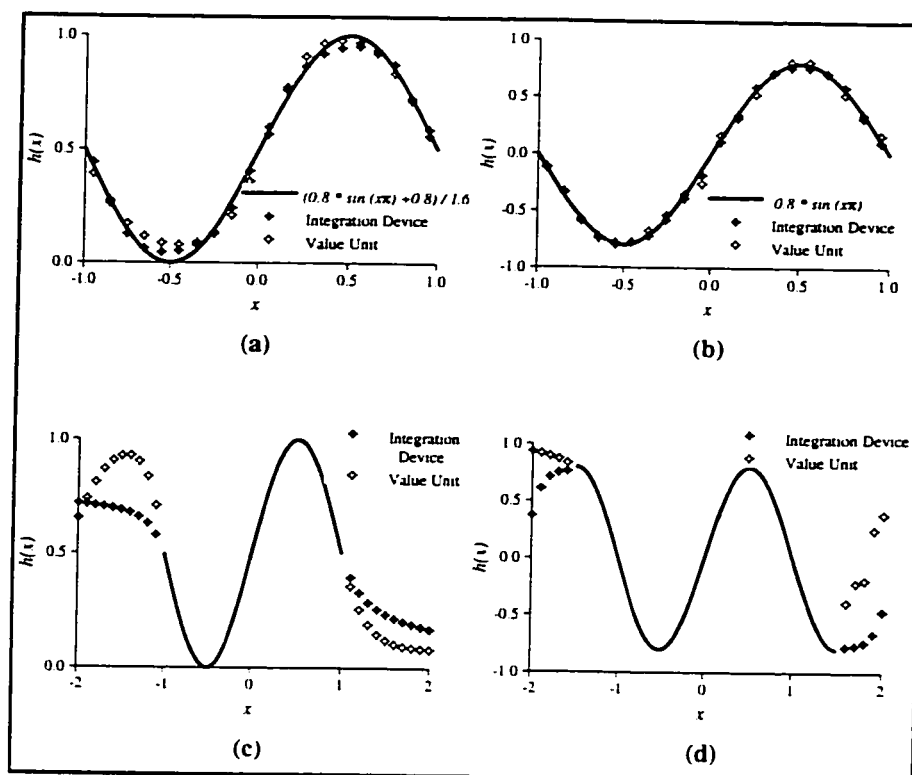 1.0
0.5
0.0
h(x)
-1.0
-0.5
0.0
0.5
1.0
x
(0.8 * sin (xπ) +0.8) / 1.6
Integration Device
Value Unit
(a)
1.0
0.5
0.0
-0.5
-1.0
h(x)
-1.0
-0.5
0.0
0.5
1.0
x
0.8 * sin (xπ)
Integration Device
Value Unit
(b)
1.0
0.5
0.0
h(x)
-2
-1
0
1
2
x
Integration
Device
Value Unit
(c)
1.0
0.5
0.0
-0.5
-1.0
h(x)
-2
-1
0
1
2
x
Integration Device
Value Unit
(d)